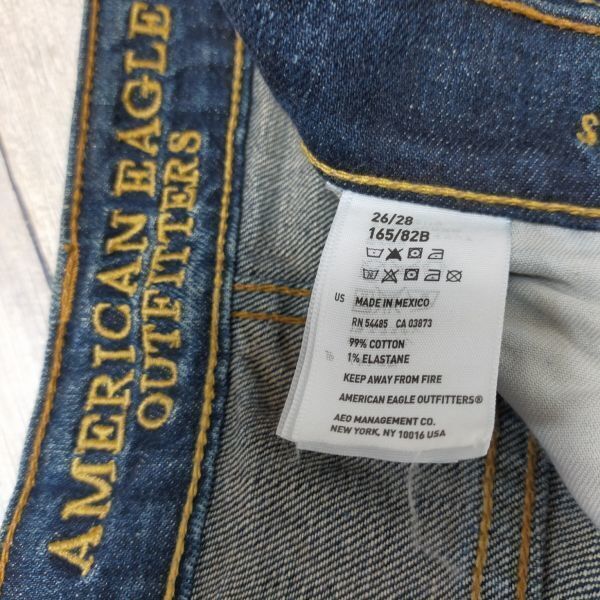 AMERICAN EAGLE
OUTFITTERS
S
26/28
165/82B
US MADE IN MEXICO
RN 54485 CA 03873
99% COTTON
1% ELASTANE
KEEP AWAY FROM FIRE
AMERICAN EAGLE OUTFITTERS®
AEO MANAGEMENT CO.
NEW YORK, NY 10016 USA